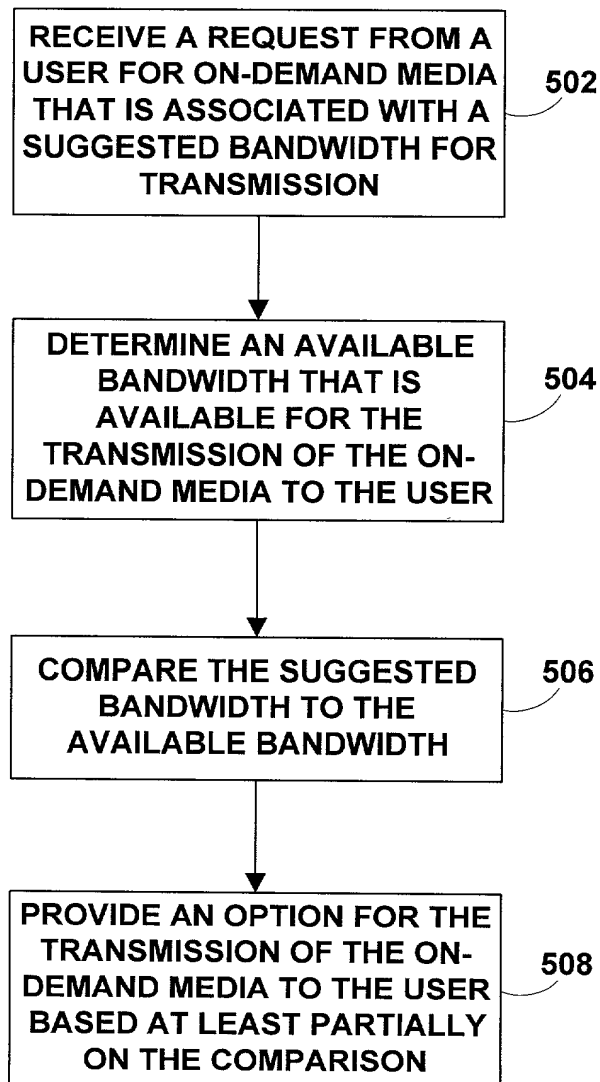 RECEIVE A REQUEST FROM A
USER FOR ON-DEMAND MEDIA
THAT IS ASSOCIATED WITH A
SUGGESTED BANDWIDTH FOR
TRANSMISSION
502
DETERMINE AN AVAILABLE
BANDWIDTH THAT IS
AVAILABLE FOR THE
TRANSMISSION OF THE ON-
DEMAND MEDIA TO THE USER
504
COMPARE THE SUGGESTED
BANDWIDTH TO THE
AVAILABLE BANDWIDTH
506
PROVIDE AN OPTION FOR THE
TRANSMISSION OF THE ON-
DEMAND MEDIA TO THE USER
BASED AT LEAST PARTIALLY
ON THE COMPARISON
508